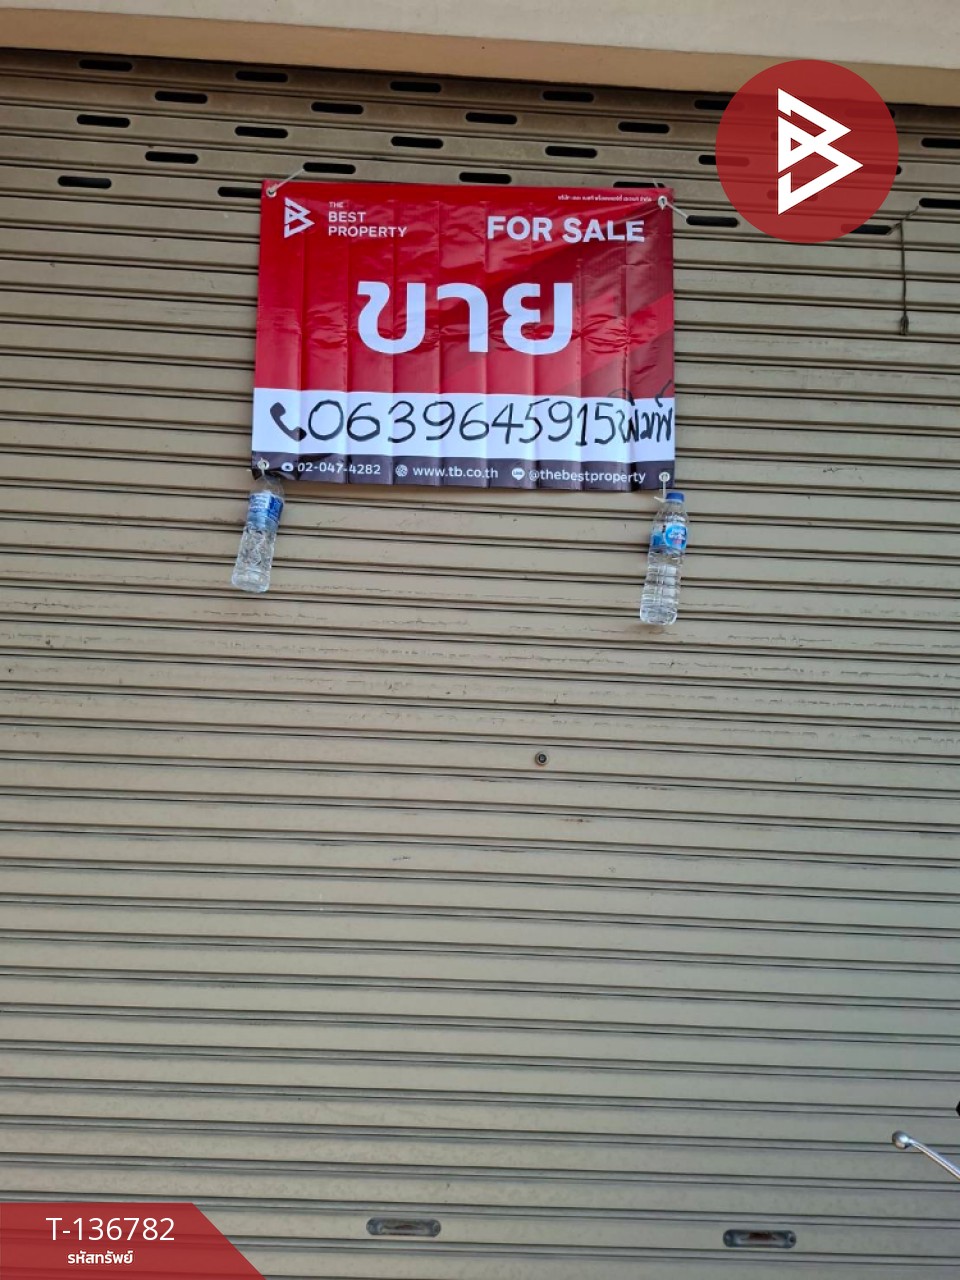 THE
BEST
PROPERTY
FOR SALE
ขาย
0639645915
02-047-4282 www.tb.co.th @thebestproperty
T-136782
รหัสทรัพย์